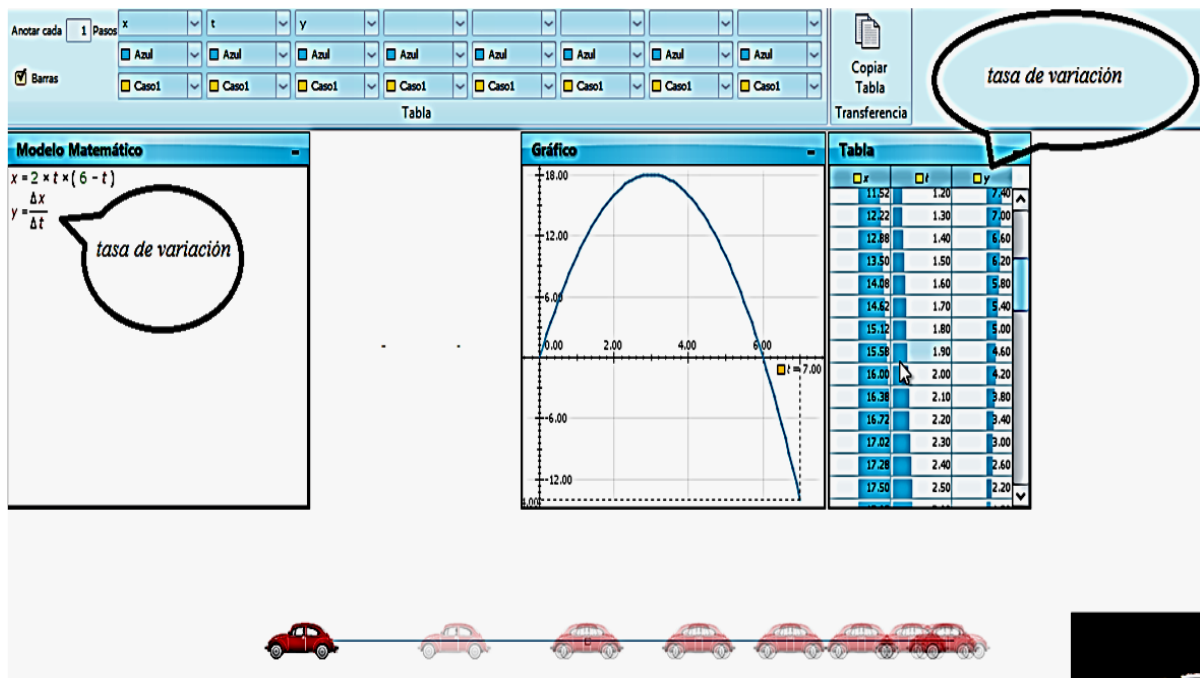 Anotar cada 1 Pasos x t y
Azul Azul Azul Azul Azul Azul Azul Azul
Barras
Caso1 Caso1 Caso1 Caso1 Caso1 Caso1 Caso1 Caso1
Tabla
Copiar
Tabla
Transferencia
tasa de variación
Modelo Matemático
x = 2 × t × ( 6 - t )
y = Δx
Δt
tasa de variación
Gráfico
18.00
12.00
6.00
0.00 2.00 4.00 6.00
t = 7.00
-6.00
-12.00
Tabla
x t y
11.52 1.20 7.40
12.22 1.30 7.00
12.88 1.40 6.60
13.50 1.50 6.20
14.08 1.60 5.80
14.62 1.70 5.40
15.12 1.80 5.00
15.58 1.90 4.60
16.00 2.00 4.20
16.38 2.10 3.80
16.72 2.20 3.40
17.02 2.30 3.00
17.28 2.40 2.60
17.50 2.50 2.20